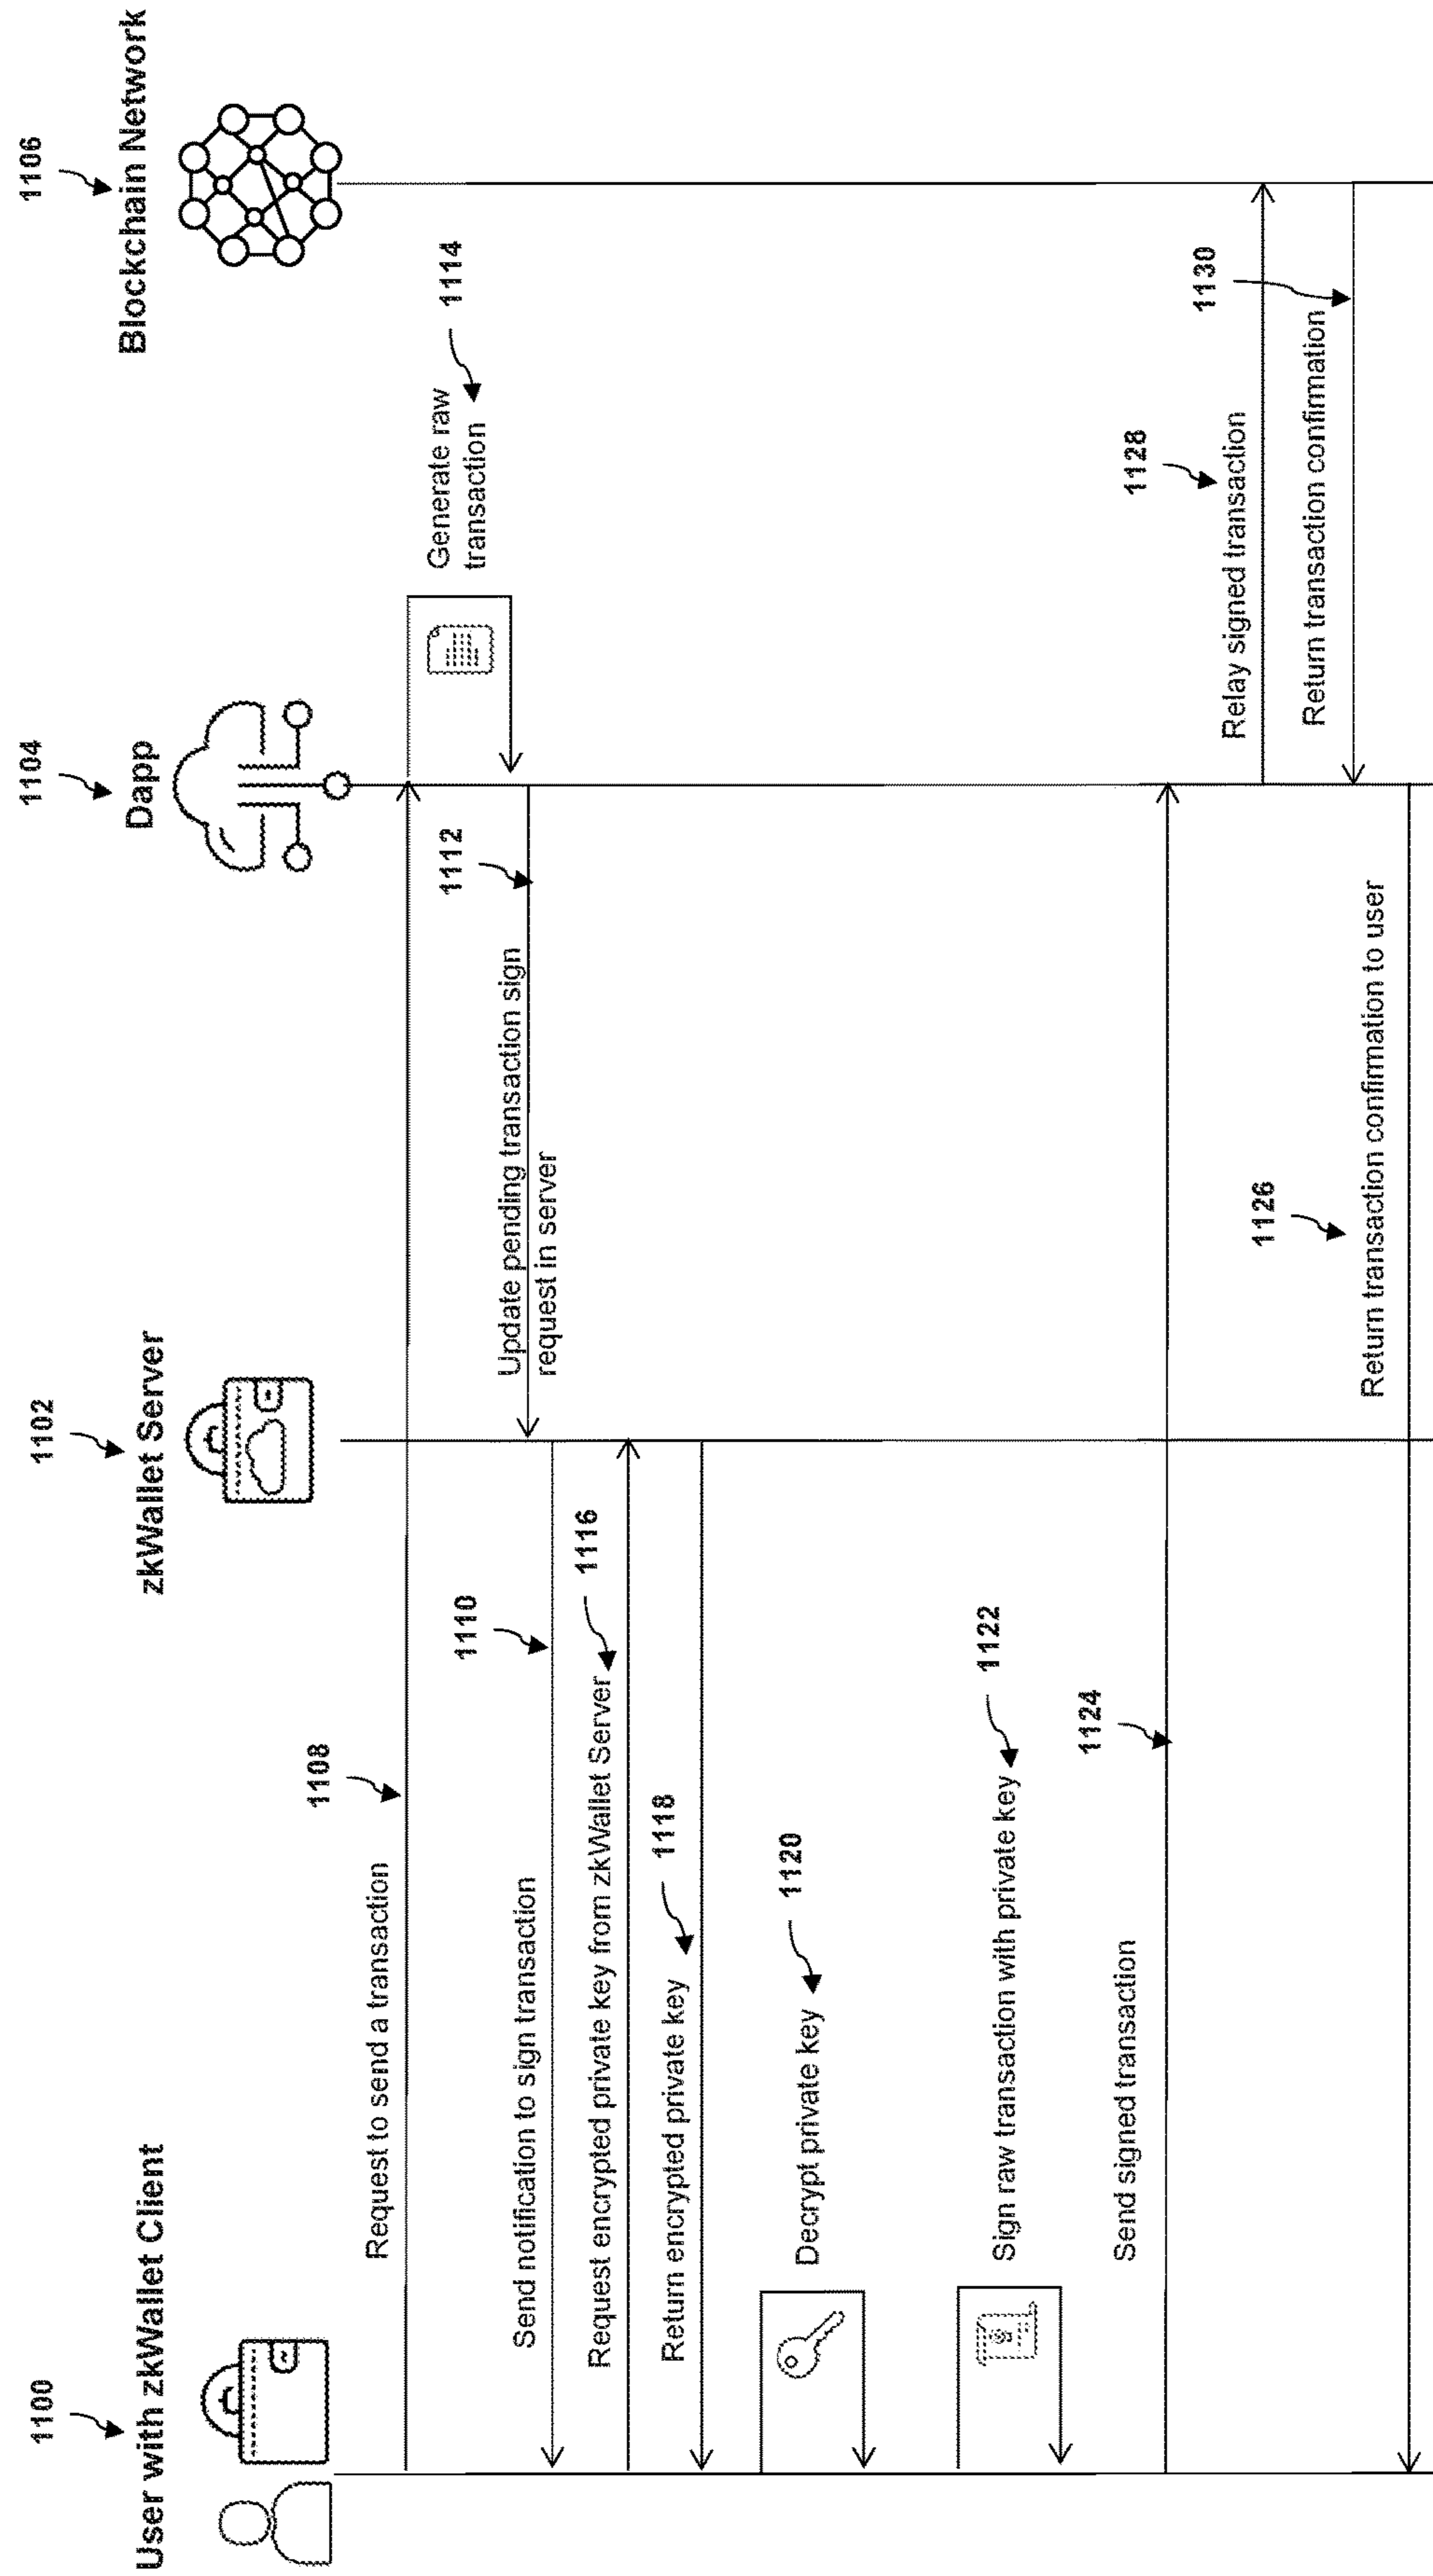 1100
User with zkWallet Client
1102
zkWallet Server
1104
Dapp
1106
Blockchain Network
1108
Request to send a transaction
Generate raw
transaction
1114
1112
Update pending transaction sign
request in server
1110
Send notification to sign transaction
1116
Request encrypted private key from zkWallet Server
1118
Return encrypted private key
1120
Decrypt private key
1122
Sign raw transaction with private key
1124
Send signed transaction
1128
Relay signed transaction
1130
Return transaction confirmation
1126
Return transaction confirmation to user